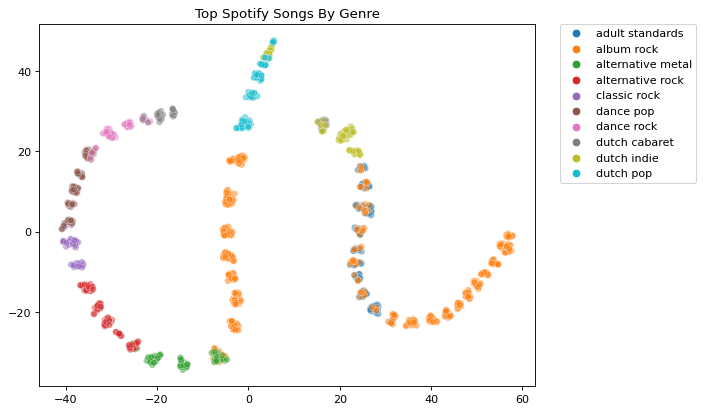 Top Spotify Songs By Genre
adult standards
album rock
alternative metal
alternative rock
classic rock
dance pop
dance rock
dutch cabaret
dutch indie
dutch pop
40
20
0
−20
−40
−20
0
20
40
60